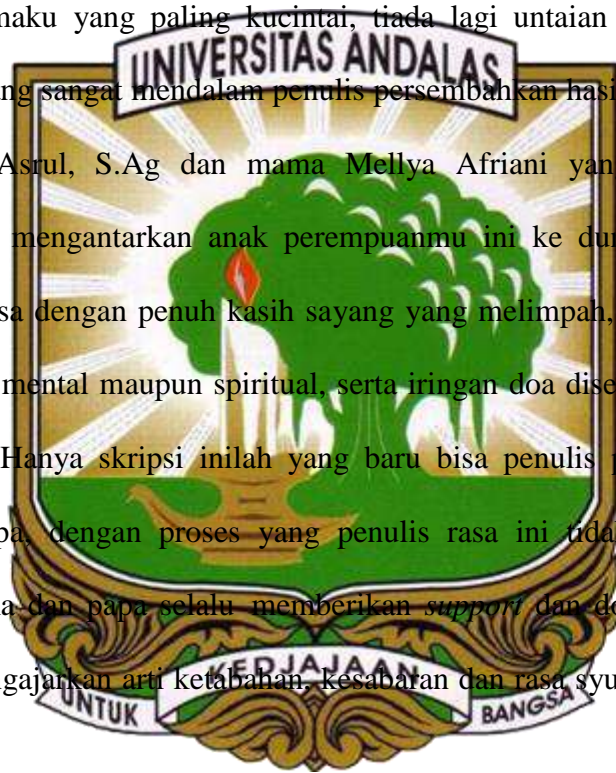 maku yang paling kucintai, tiada lagi untaian
UNIVERSITAS ANDALAS
ng sangat mendalam penulis persembahkan hasi
Asrul, S.Ag dan mama Mellya Afriani yan
mengantarkan anak perempuanmu ini ke dun
sa dengan penuh kasih sayang yang melimpah,
mental maupun spiritual, serta iringan doa dise
Hanya skripsi inilah yang baru bisa penulis p
pa, dengan proses yang penulis rasa ini tida
a dan papa selalu memberikan support dan do
gajarkan arti ketabahan, kesabaran dan rasa syu
UNTUK KEDJAJAAN BANGSA